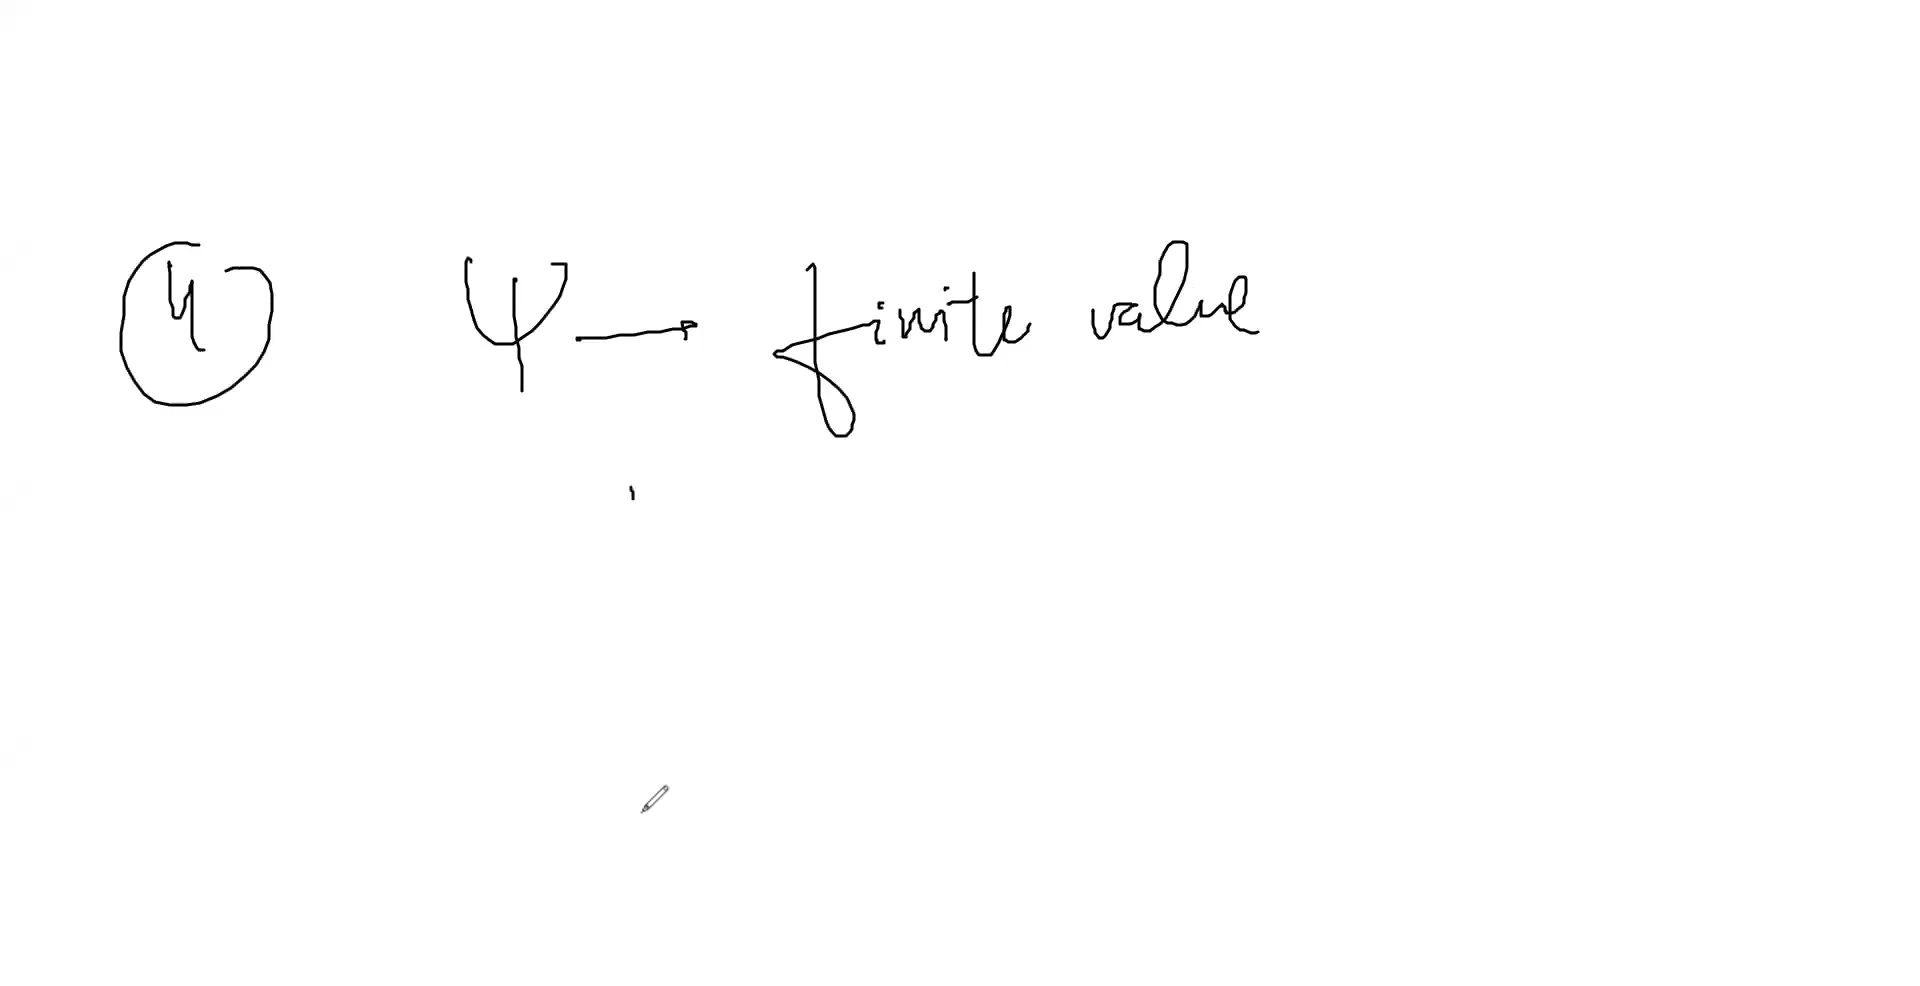 4 ψ → finite value